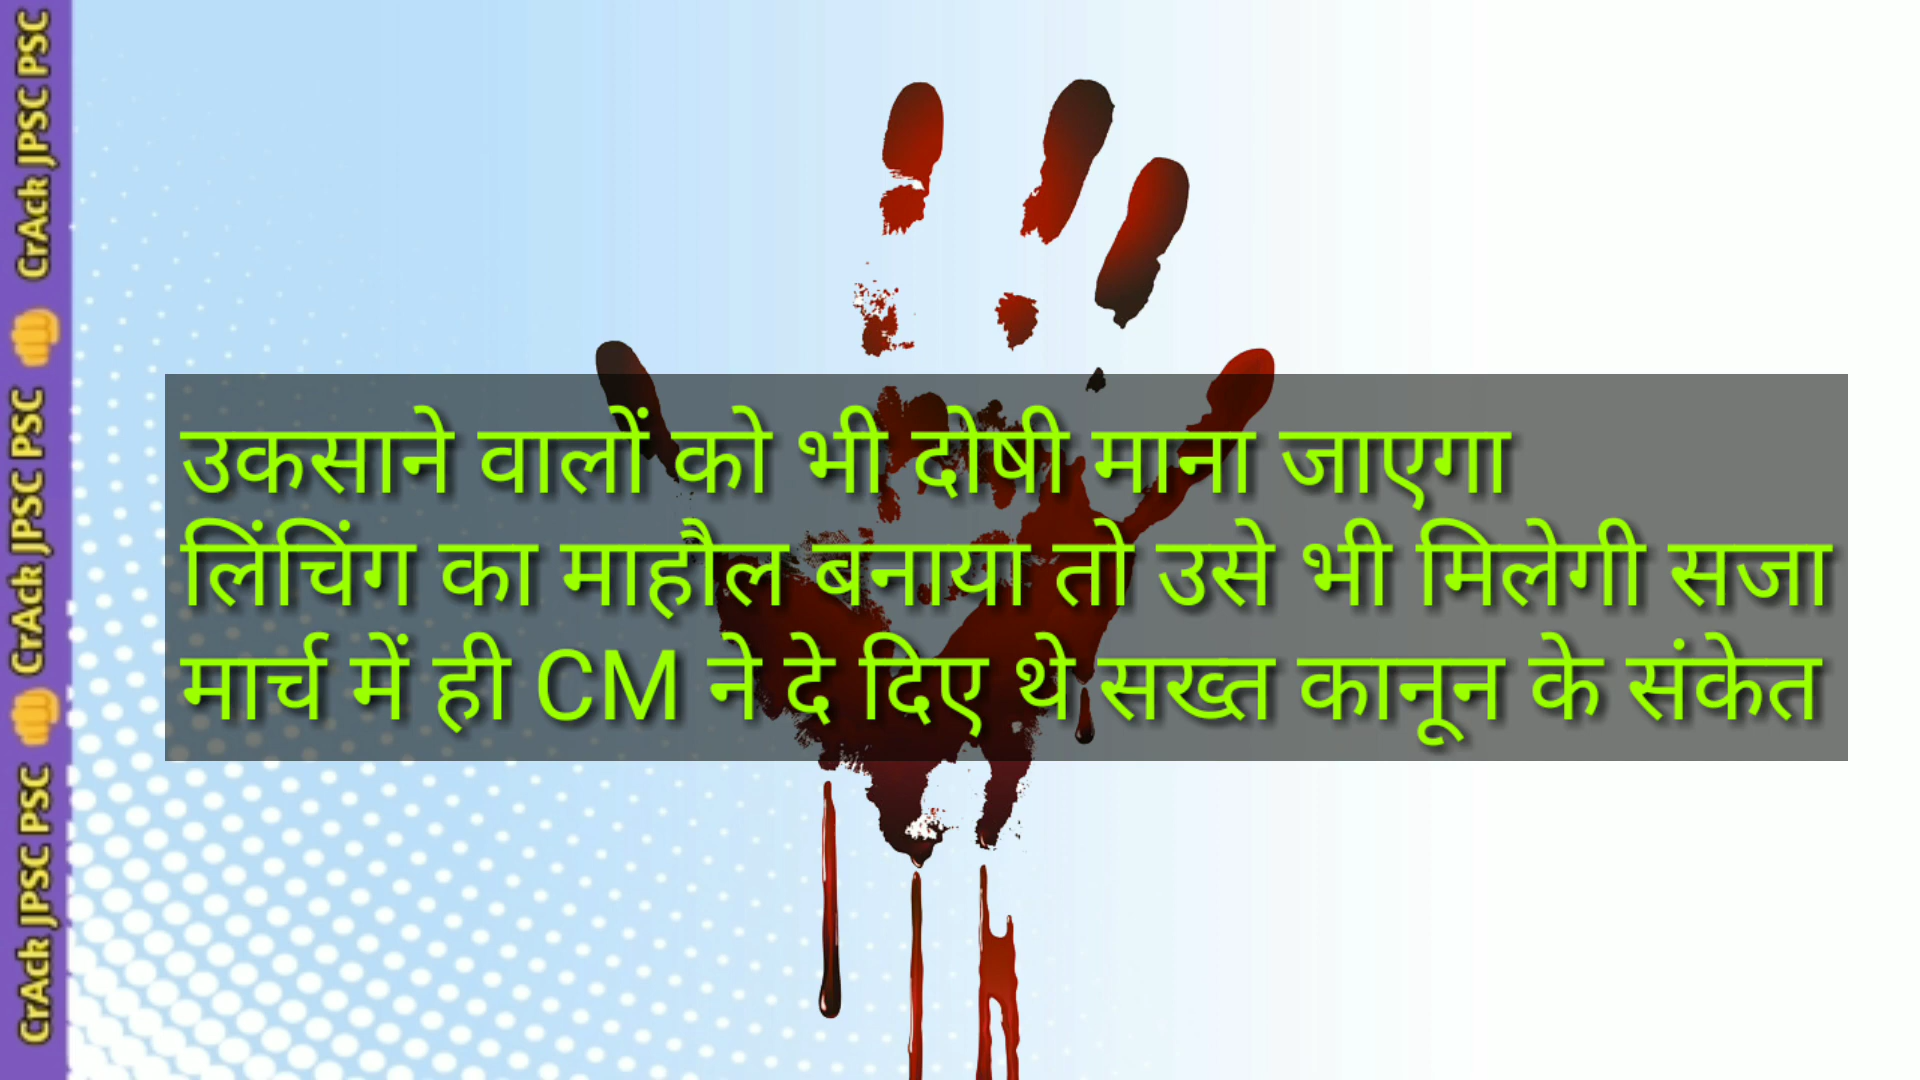 उकसाने वालों को भी दोषी माना जाएगा
लिंचिंग का माहौल बनाया तो उसे भी मिलेगी सजा
मार्च में ही CM ने दे दिए थे सख्त कानून के संकेत
CrAck JPSC PSC 👊 CrAck JPSC PSC 👊 CrAck JPSC PSC